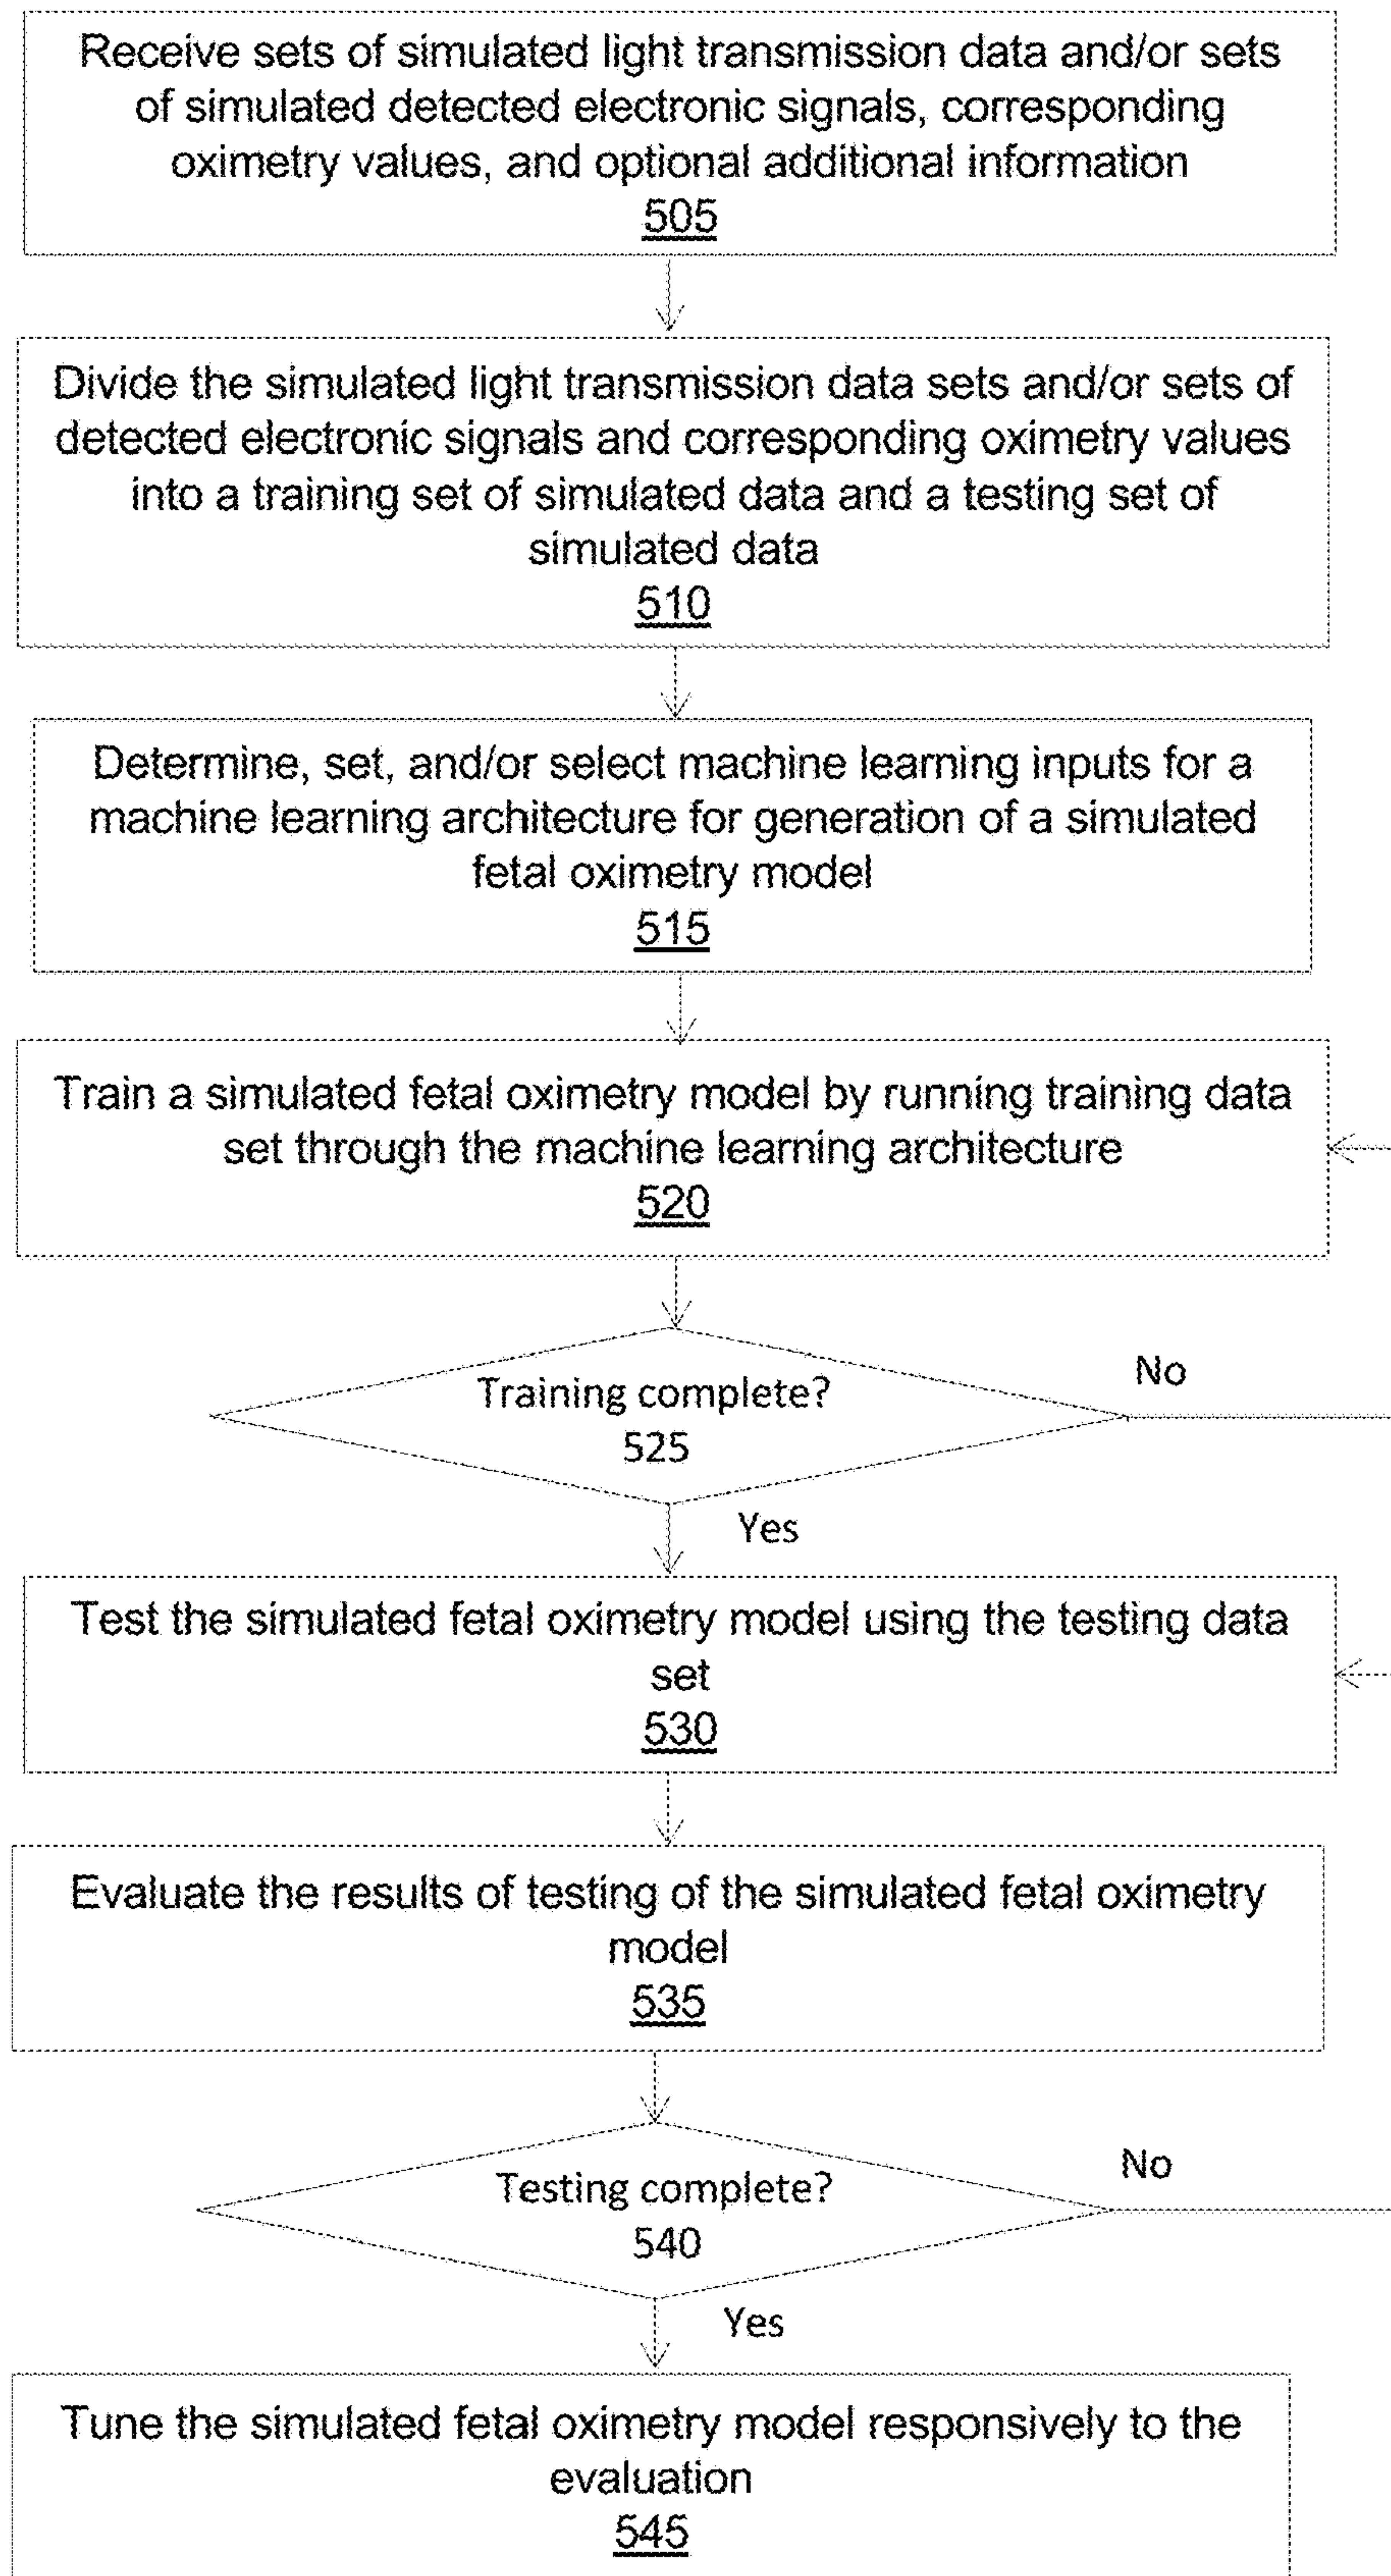 Receive sets of simulated light transmission data and/or sets
of simulated detected electronic signals, corresponding
oximetry values, and optional additional information
505
Divide the simulated light transmission data sets and/or sets of
detected electronic signals and corresponding oximetry values
into a training set of simulated data and a testing set of
simulated data
510
Determine, set, and/or select machine learning inputs for a
machine learning architecture for generation of a simulated
fetal oximetry model
515
Train a simulated fetal oximetry model by running training data
set through the machine learning architecture
520
No
Training complete?
525
Yes
Test the simulated fetal oximetry model using the testing data
set
530
Evaluate the results of testing of the simulated fetal oximetry
model
535
No
Testing complete?
540
Yes
Tune the simulated fetal oximetry model responsively to the
evaluation
545